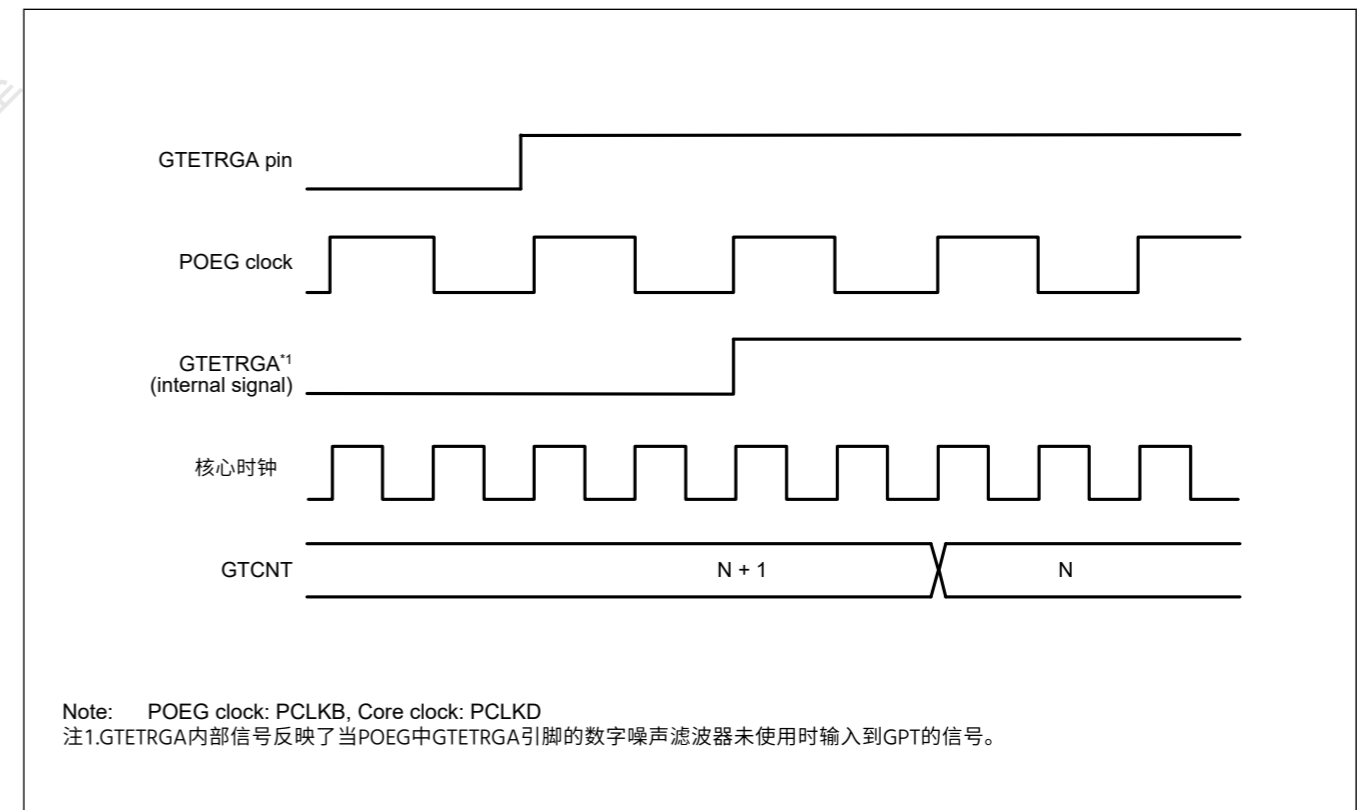 GTETRGA pin
POEG clock
GTETRGA*1
(internal signal)
核心时钟
GTCNT
N + 1
N
Note: POEG clock: PCLKB, Core clock: PCLKD
注1.GTETRGA内部信号反映了当POEG中GTETRGA引脚的数字噪声滤波器未使用时输入到GPT的信号。